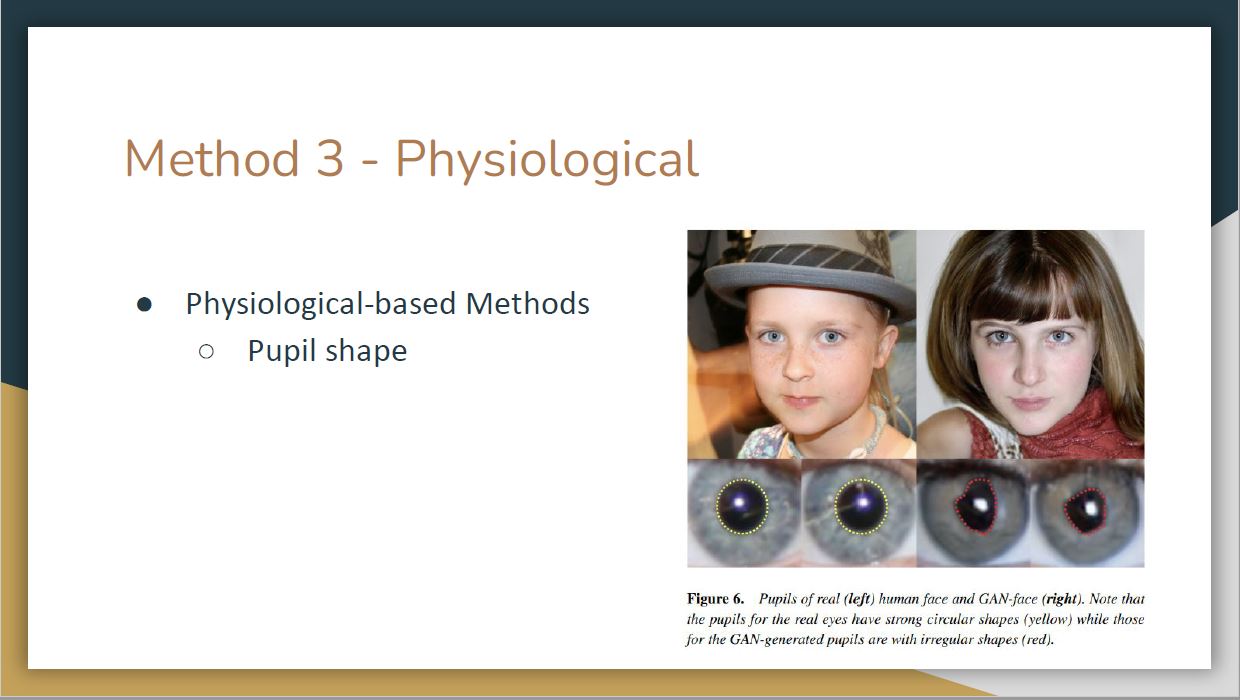 Method 3 - Physiological
● Physiological-based Methods
○ Pupil shape
Figure 6. Pupils of real (left) human face and GAN-face (right). Note that
the pupils for the real eyes have strong circular shapes (yellow) while those
for the GAN-generated pupils are with irregular shapes (red).